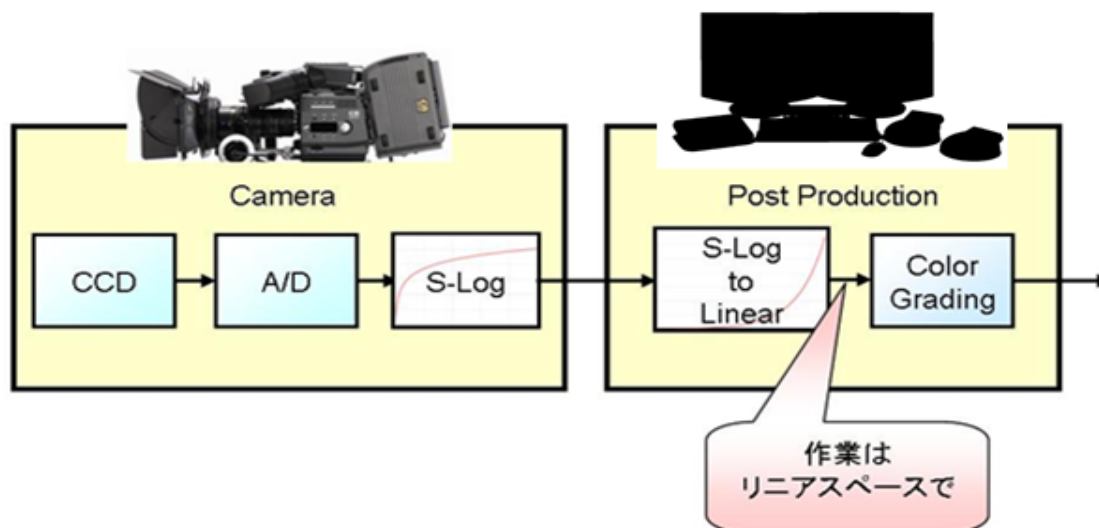 Camera
CCD
A/D
S-Log
Post Production
S-Log
to
Linear
Color
Grading
作業は
リニアスペースで